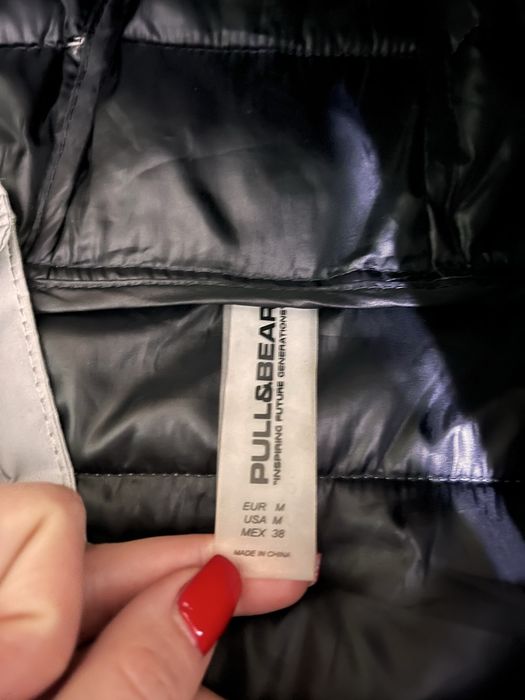 PULL&BEAR
"INSPIRING FUTURE GENERATIONS"
EUR M
USA M
MEX 38
MADE IN CHINA